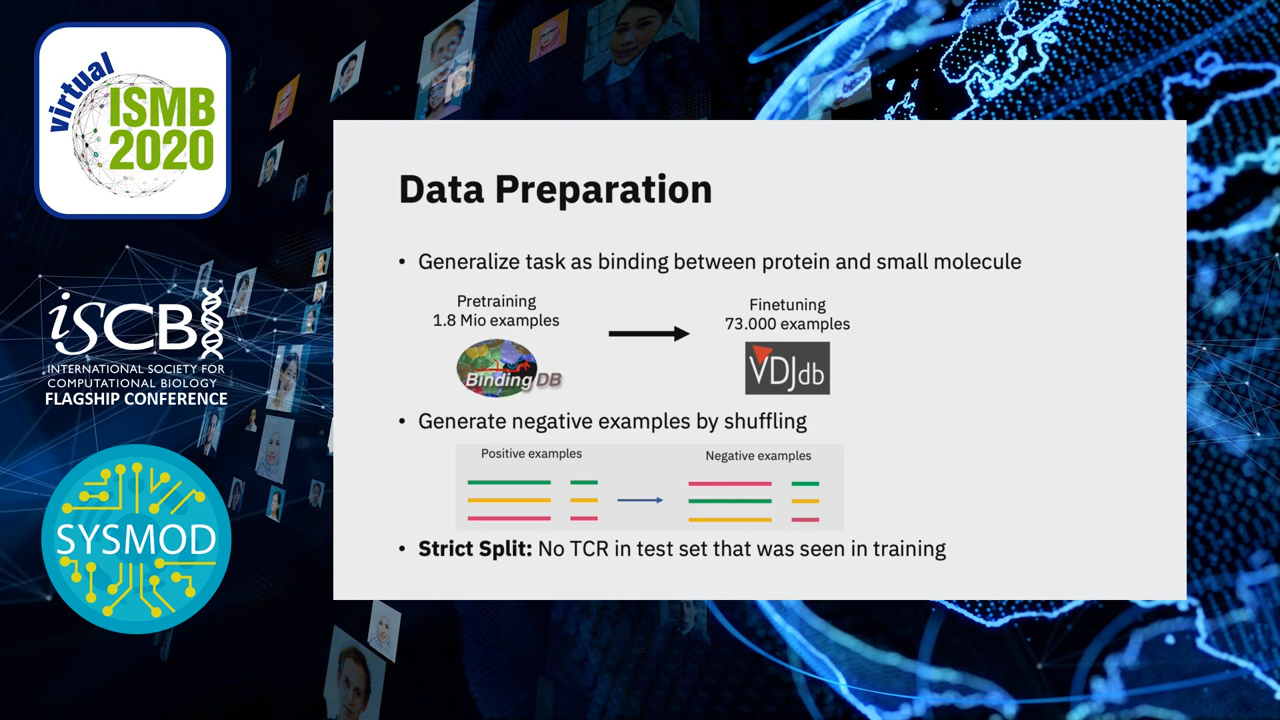 virtual
ISMB
2020
iSCB
INTERNATIONAL SOCIETY FOR
COMPUTATIONAL BIOLOGY
FLAGSHIP CONFERENCE
SYSMOD
Data Preparation
• Generalize task as binding between protein and small molecule
Pretraining
1.8 Mio examples
Finetuning
73.000 examples
BindingDB
VDJdb
• Generate negative examples by shuffling
Positive examples
Negative examples
• Strict Split: No TCR in test set that was seen in training